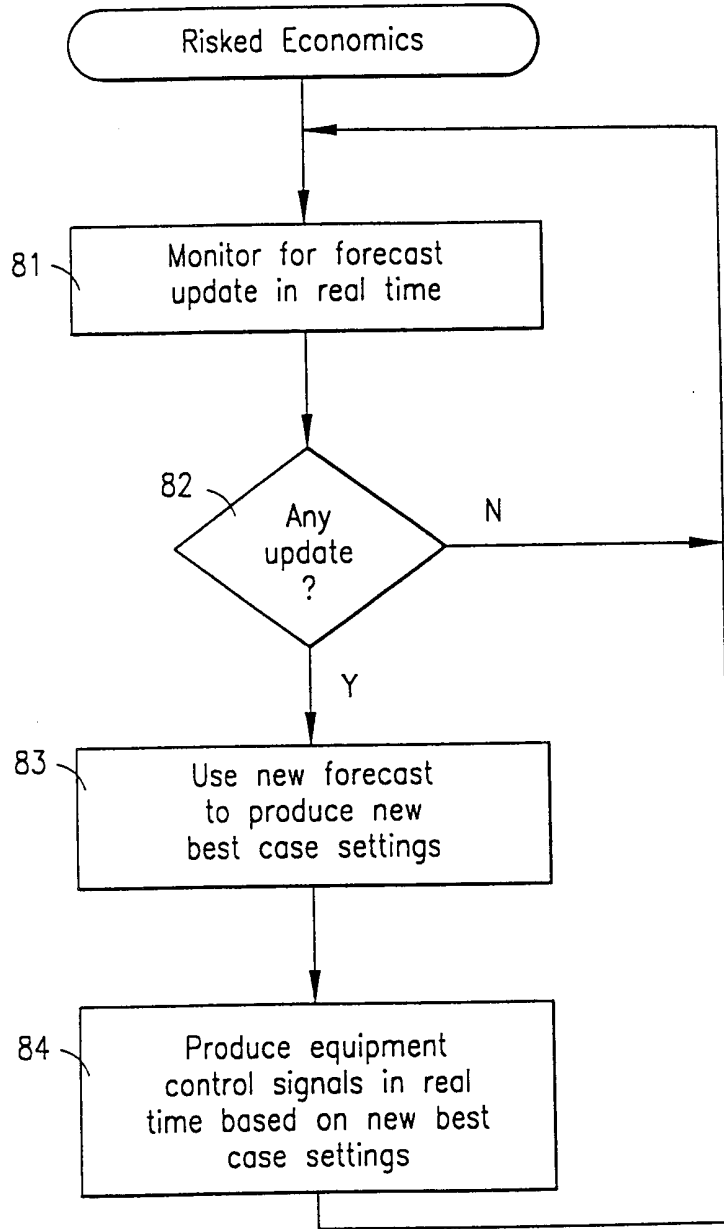 Risked Economics
81
Monitor for forecast
update in real time
82
Any
update
?
N
Y
83
Use new forecast
to produce new
best case settings
84
Produce equipment
control signals in real
time based on new best
case settings